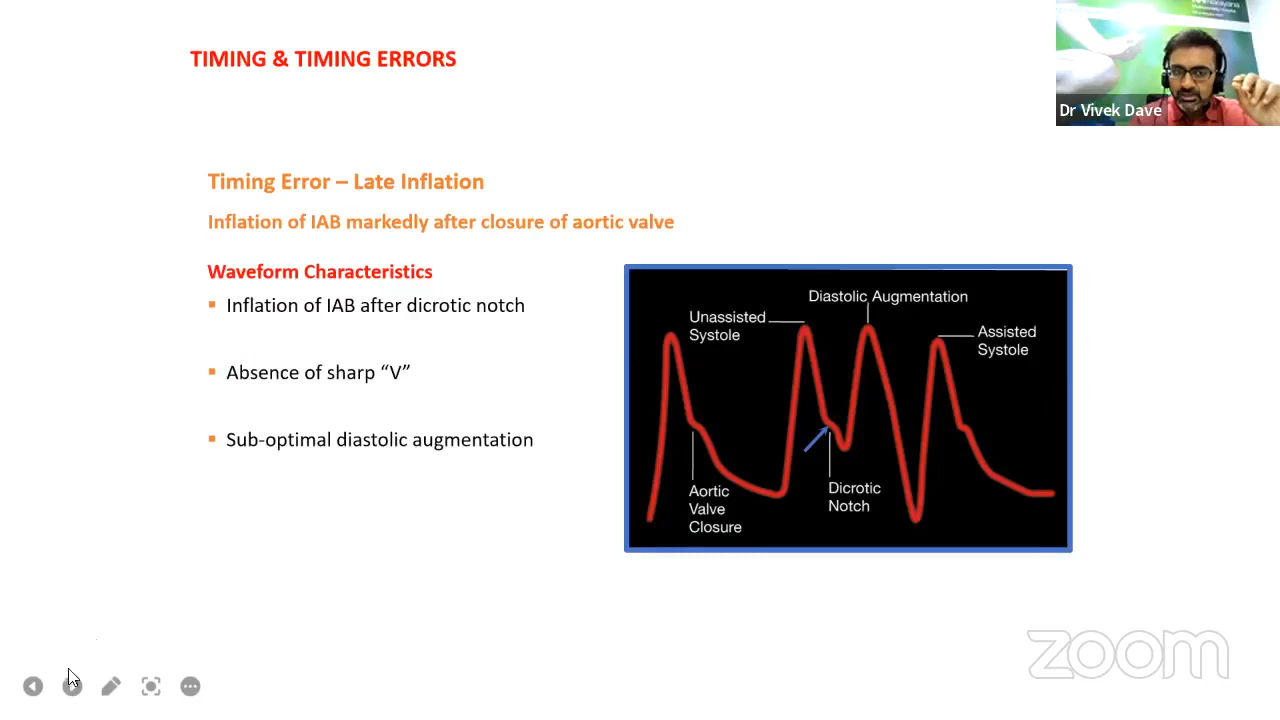 TIMING & TIMING ERRORS
Dr Vivek Dave
Timing Error – Late Inflation
Inflation of IAB markedly after closure of aortic valve
Waveform Characteristics
Inflation of IAB after dicrotic notch
Absence of sharp “V”
Sub-optimal diastolic augmentation
Diastolic Augmentation
Unassisted
Systole
Assisted
Systole
Aortic
Valve
Closure
Dicrotic
Notch
zoom